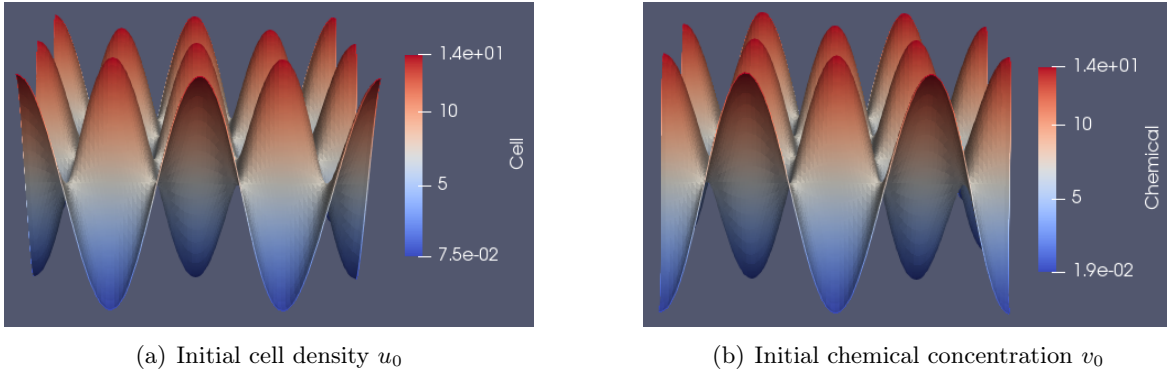 1.4e+01
10
5
7.5e-02
Cell
1.4e+01
10
5
1.9e-02
Chemical
(a) Initial cell density u₀
(b) Initial chemical concentration v₀